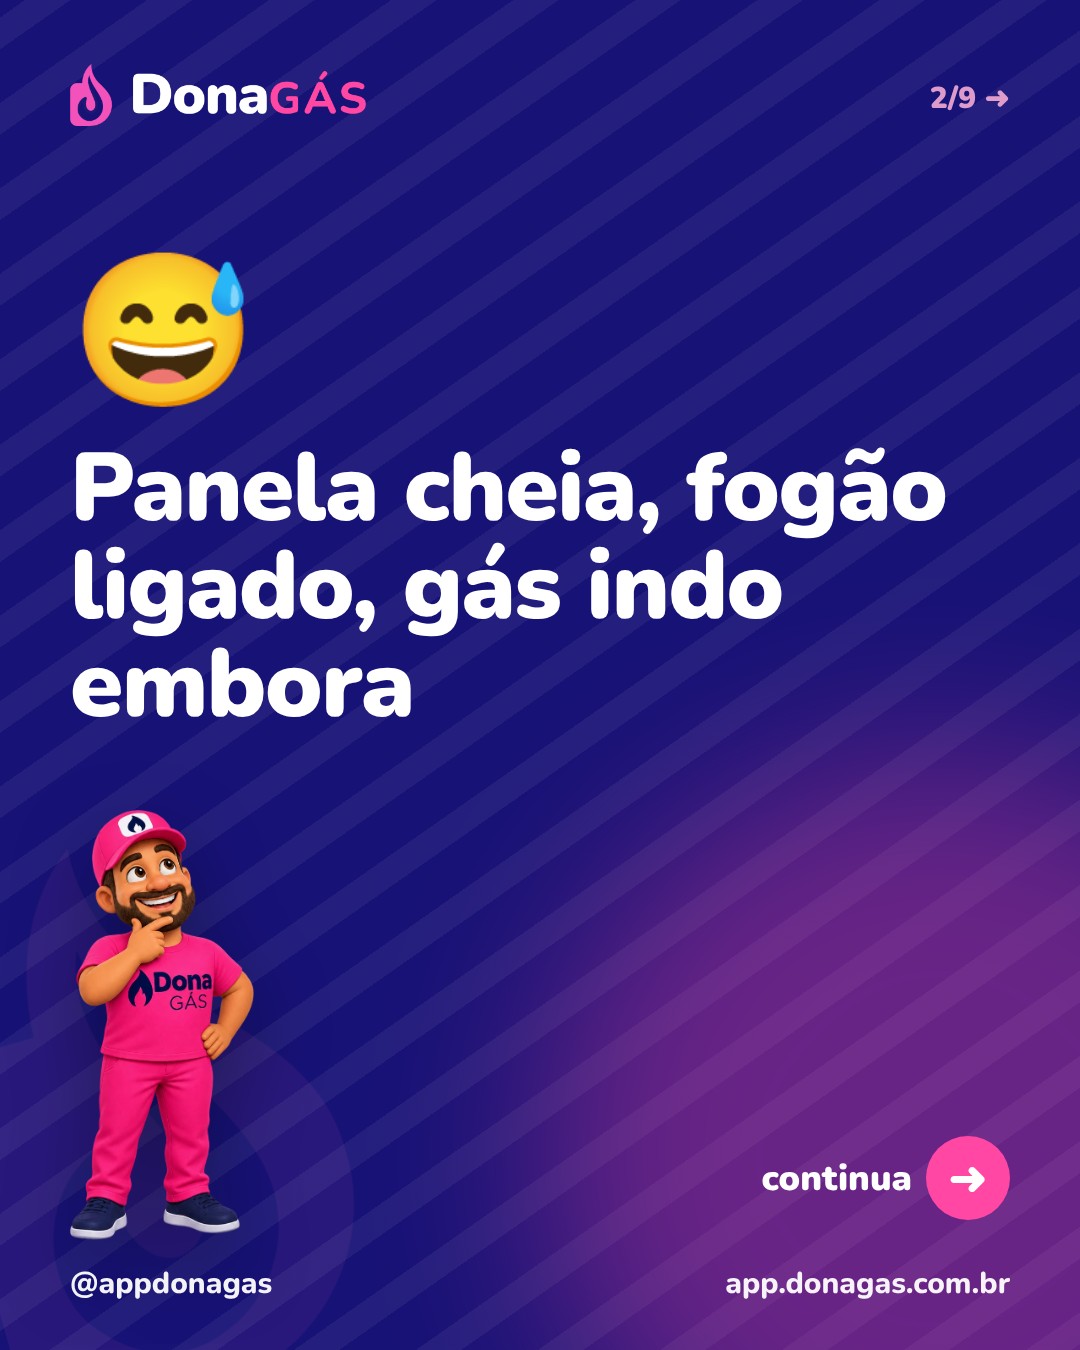 DonaGÁS
2/9 →
Panela cheia, fogão
ligado, gás indo
embora
Dona
GÁS
continua →
@appdonagas
app.donagas.com.br